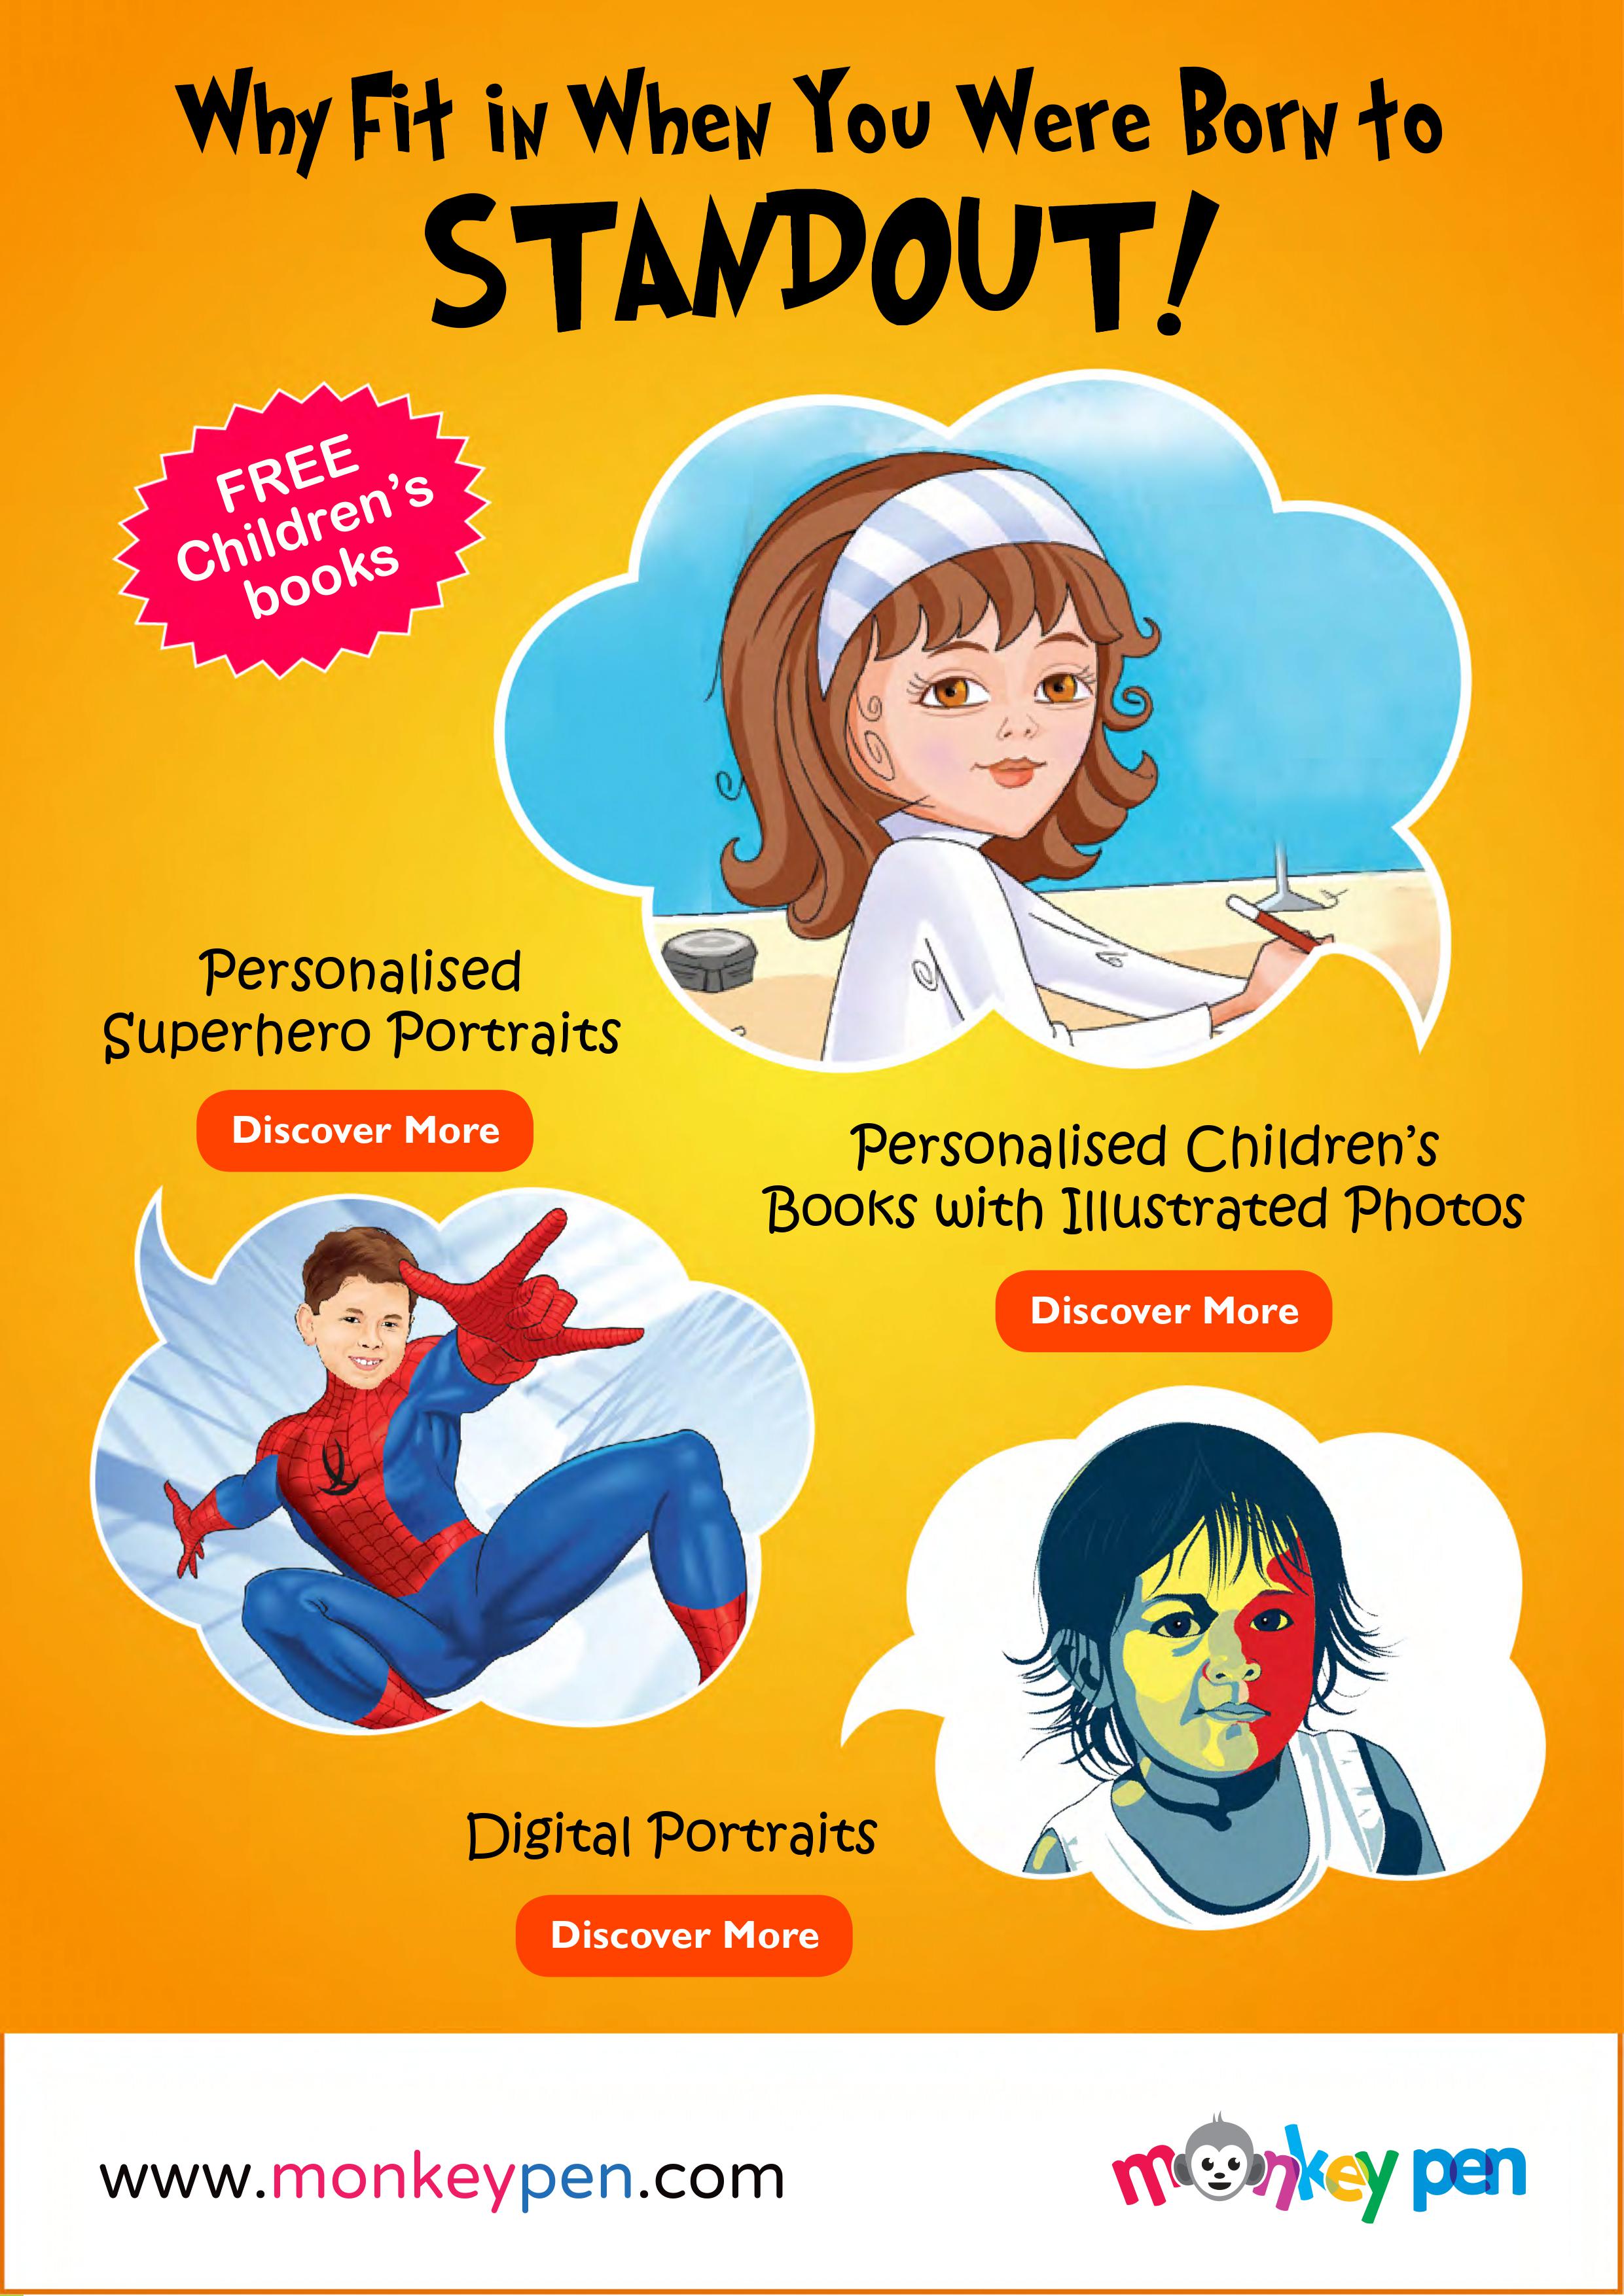 Why Fit in When You Were Born to
STANDOUT!
FREE
Children's
books
Personalised
Superhero Portraits
Discover More
Personalised Children's
Books with Illustrated Photos
Discover More
Digital Portraits
Discover More
www.monkeypen.com
monkey pen